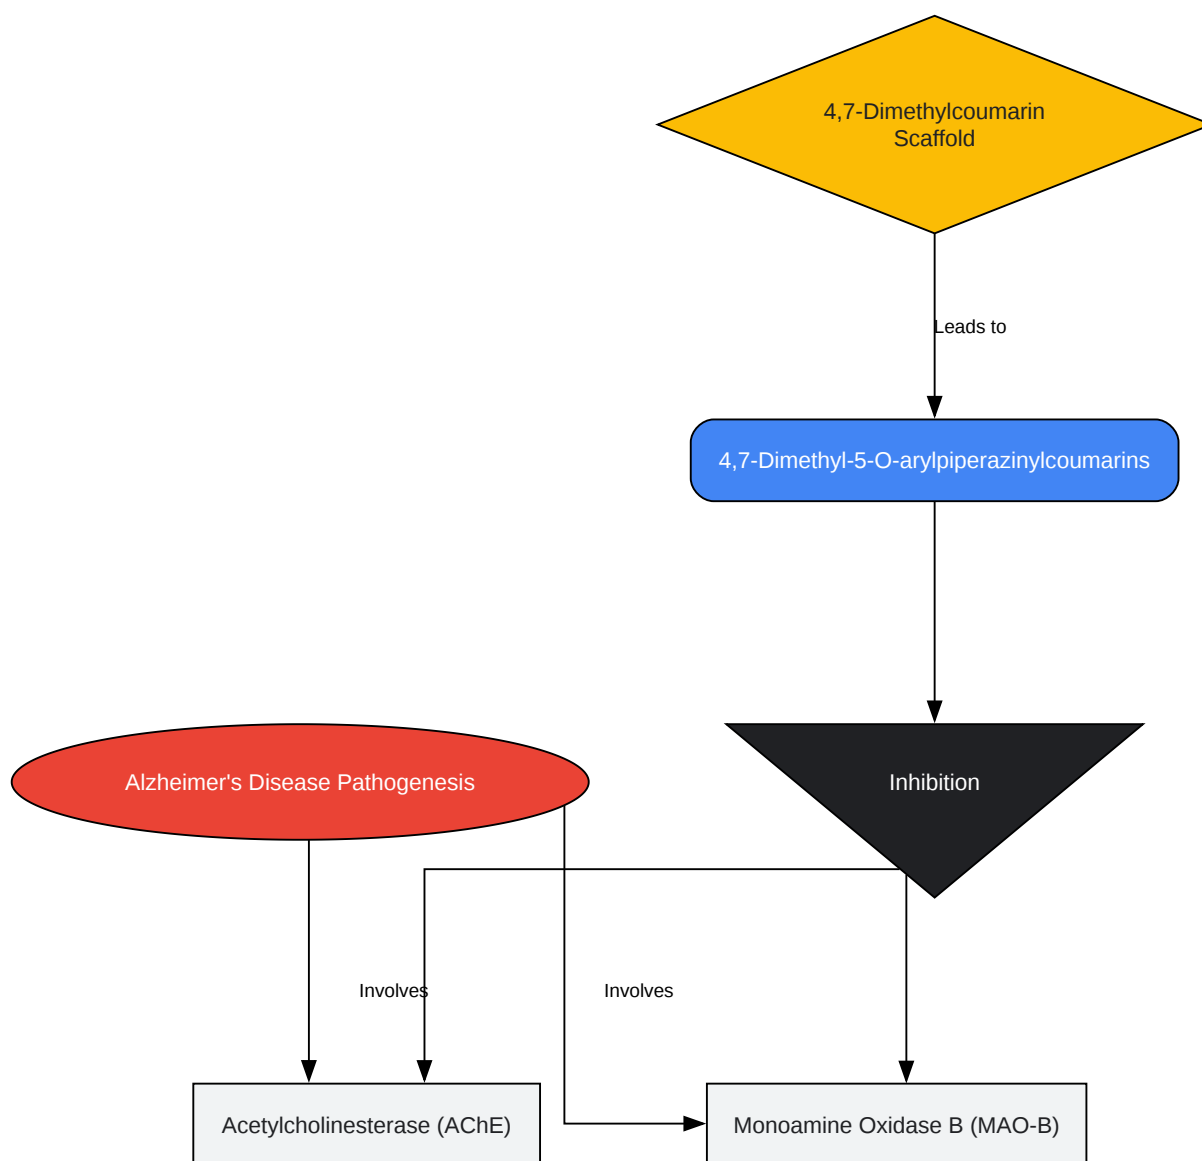 4,7-Dimethylcoumarin
Scaffold
Leads to
4,7-Dimethyl-5-O-arylpiperazinylcoumarins
Alzheimer's Disease Pathogenesis
Inhibition
Involves
Involves
Acetylcholinesterase (AChE)
Monoamine Oxidase B (MAO-B)